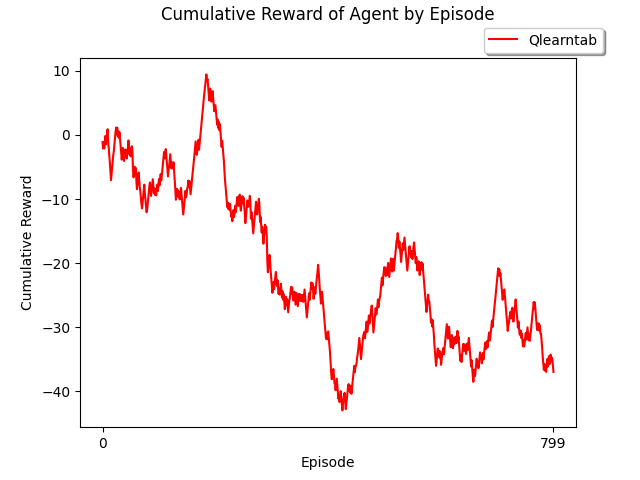 Cumulative Reward of Agent by Episode
Qlearntab
10
0
−10
−20
−30
−40
Cumulative Reward
0
799
Episode